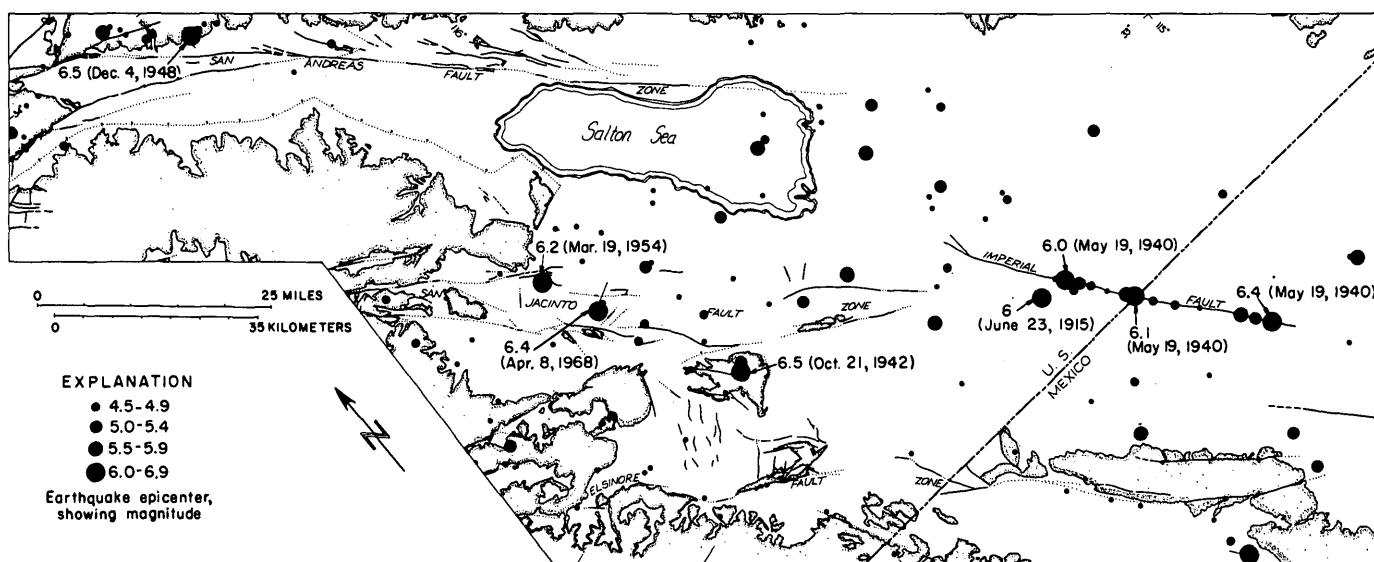 116°
115°
6.5 (Dec. 4, 1948)
SAN ANDREAS FAULT ZONE
Salton Sea
6.2 (Mar. 19, 1954)
6.0 (May 19, 1940)
IMPERIAL FAULT
SAN JACINTO FAULT ZONE
6.4 (May 19, 1940)
6
(June 23, 1915)
6.1
(May 19, 1940)
6.4
(Apr. 8, 1968)
6.5 (Oct. 21, 1942)
U.S.
MEXICO
0 25 MILES
0 35 KILOMETERS
EXPLANATION
4.5-4.9
5.0-5.4
5.5-5.9
6.0-6.9
Earthquake epicenter,
showing magnitude
N
ELSINORE FAULT ZONE